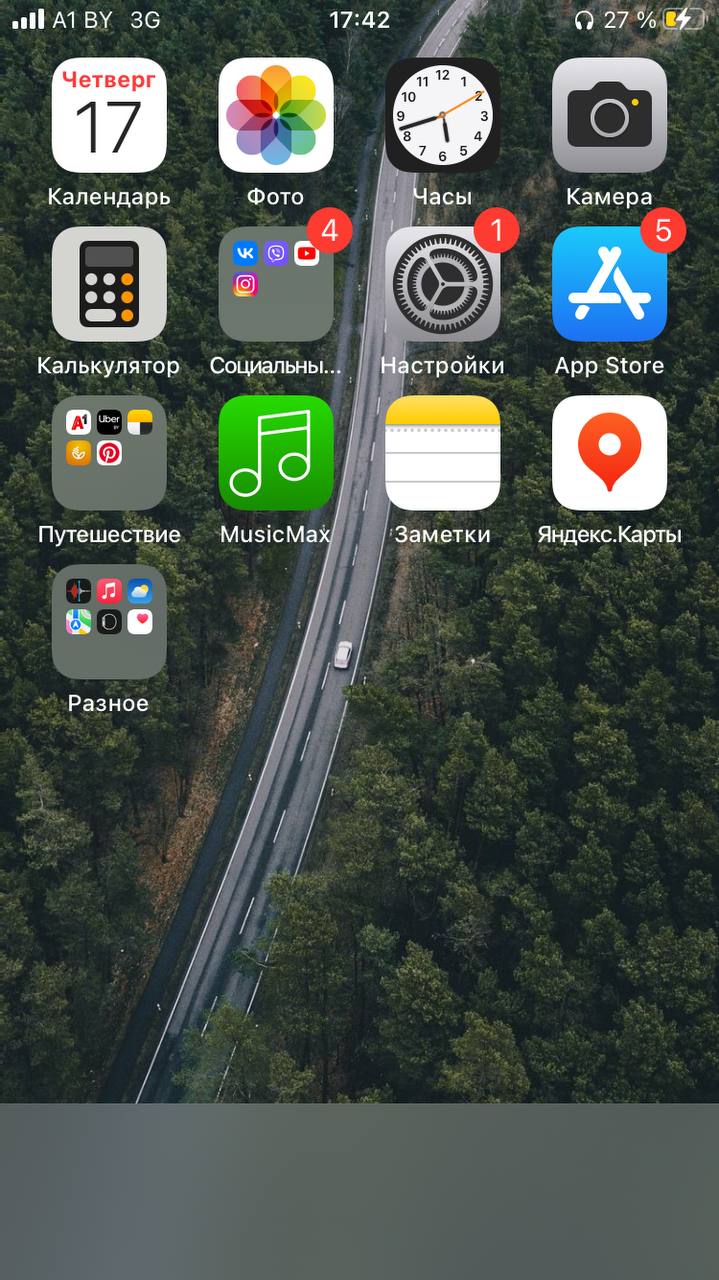 A1 BY 3G 17:42 27 %
Четверг
17
12
11 1
10 2
9 3
8 4
7 5
6
Календарь Фото Часы Камера
4 1 5
Калькулятор Социальны... Настройки App Store
A1 Uber
Путешествие MusicMax Заметки Яндекс.Карты
Разное